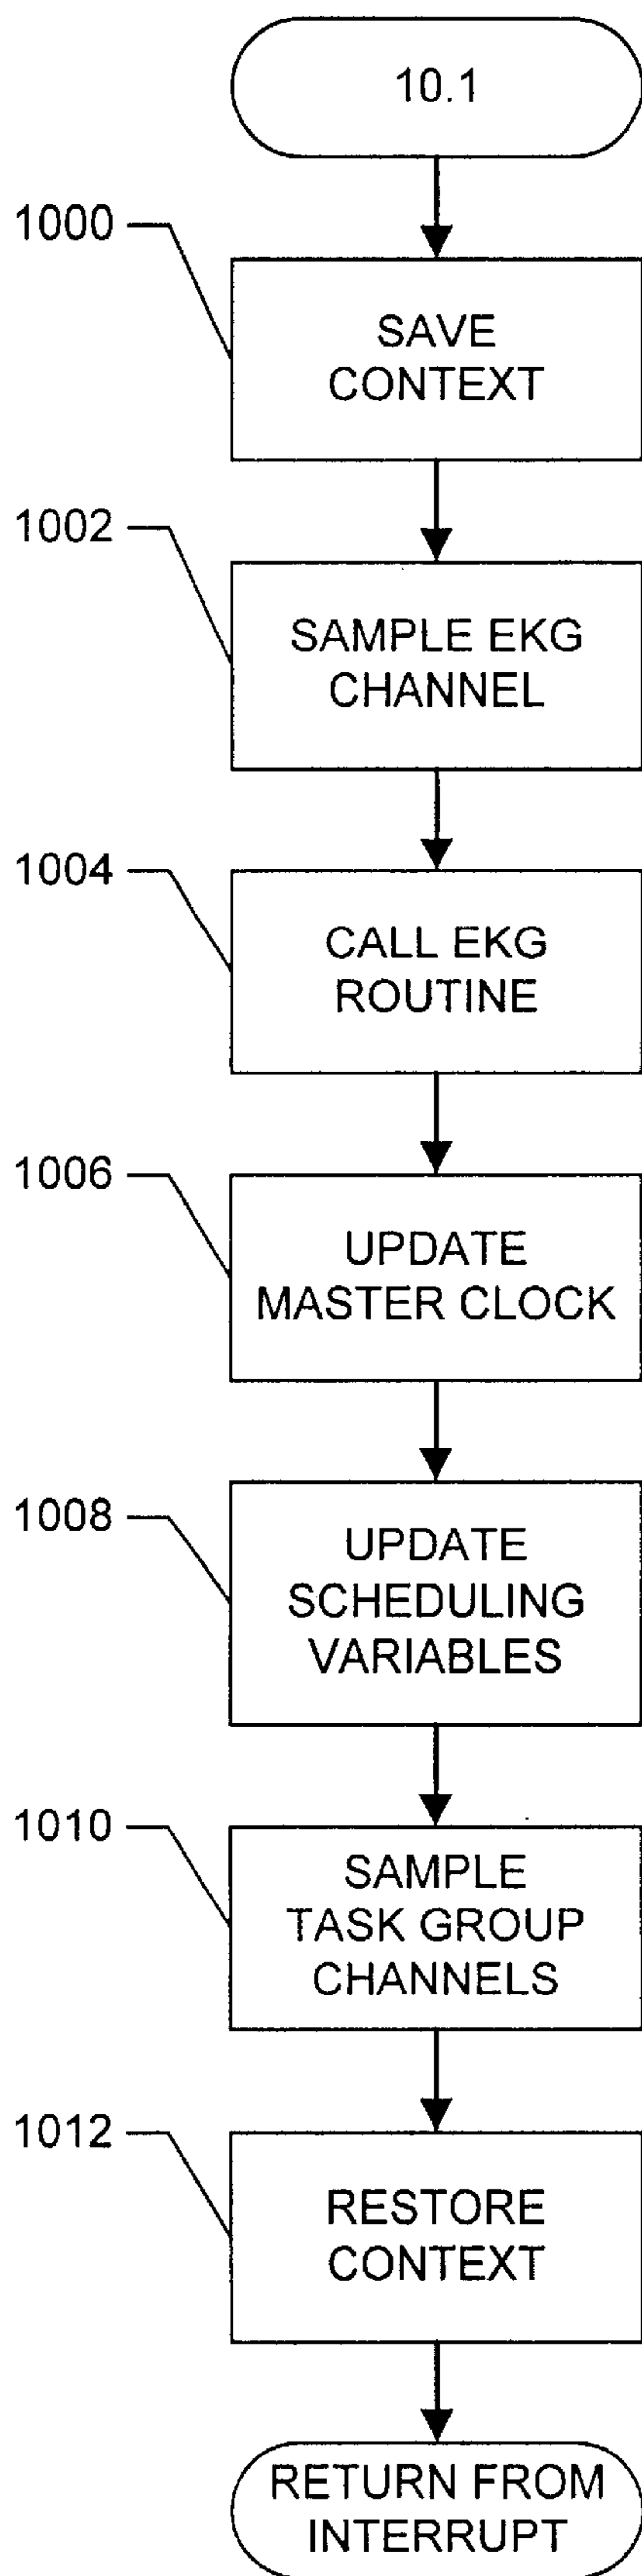 10.1
1000
SAVE
CONTEXT
1002
SAMPLE EKG
CHANNEL
1004
CALL EKG
ROUTINE
1006
UPDATE
MASTER CLOCK
1008
UPDATE
SCHEDULING
VARIABLES
1010
SAMPLE
TASK GROUP
CHANNELS
1012
RESTORE
CONTEXT
RETURN FROM
INTERRUPT